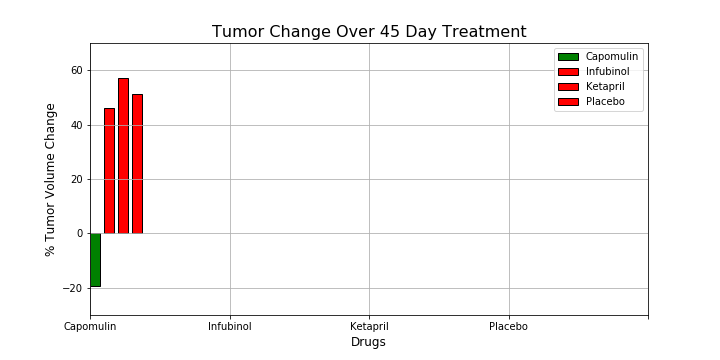 Tumor Change Over 45 Day Treatment
% Tumor Volume Change
60
40
20
0
−20
Capomulin
Infubinol
Ketapril
Placebo
Capomulin
Infubinol
Ketapril
Placebo
Drugs